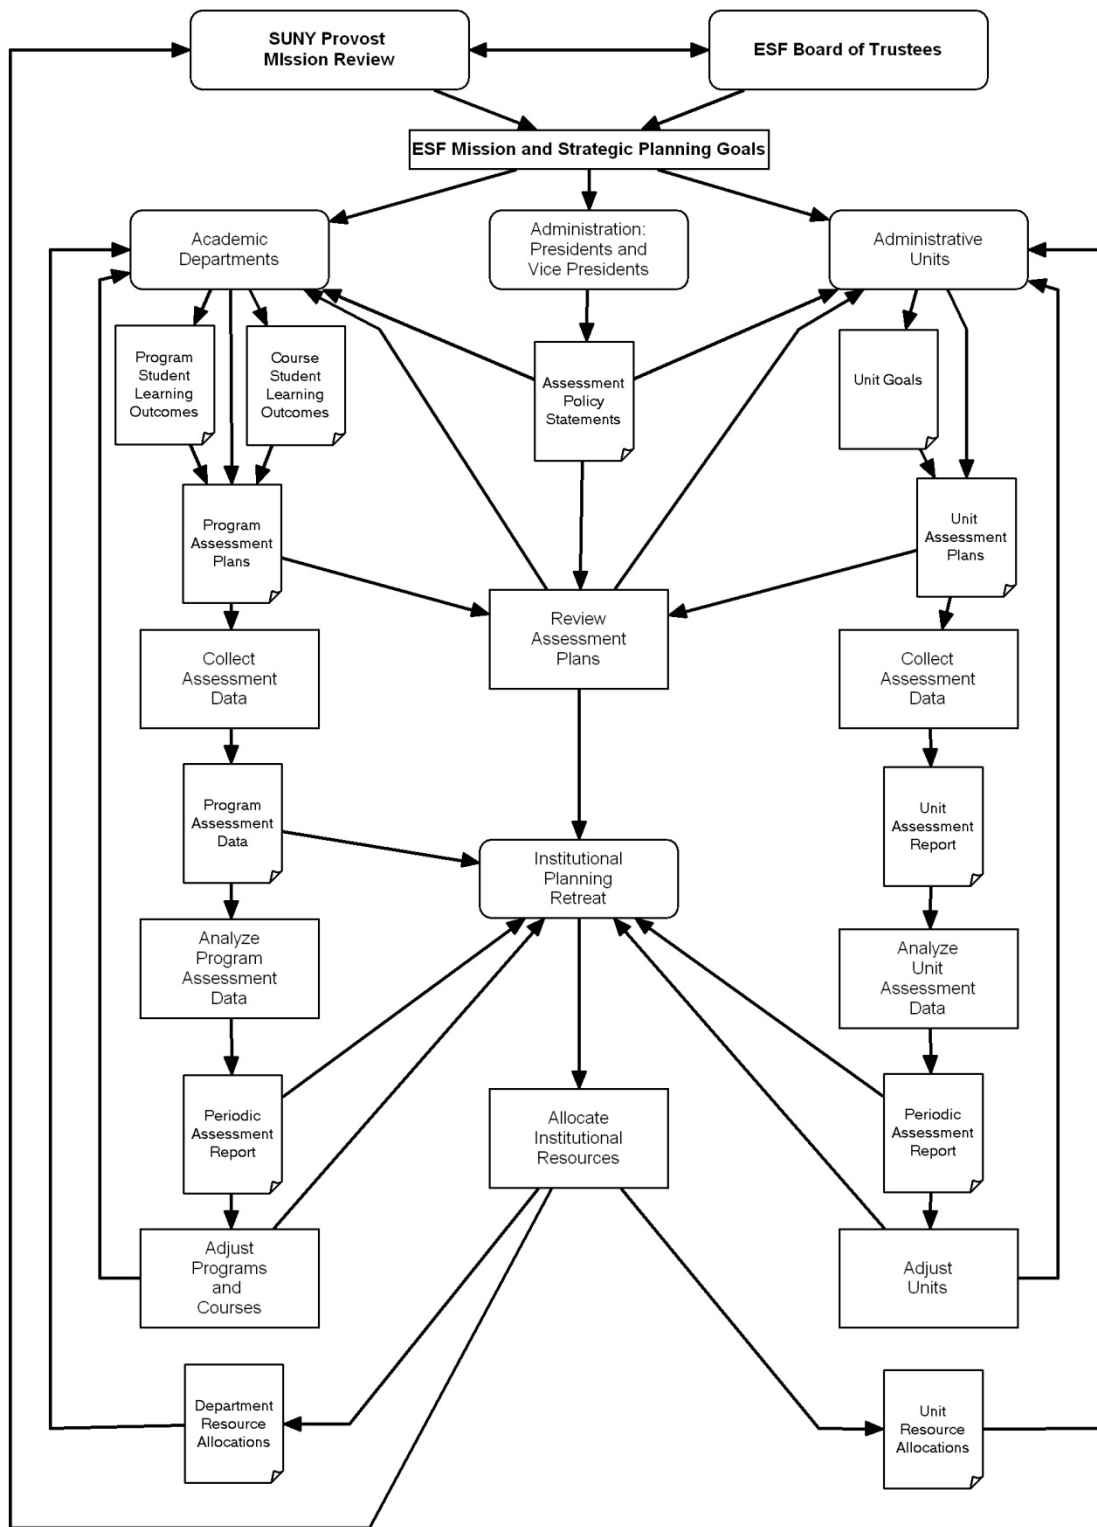 SUNY Provost
MIssion Review
ESF Board of Trustees
ESF Mission and Strategic Planning Goals
Academic
Departments
Administration:
Presidents and
Vice Presidents
Administrative
Units
Program
Student
Learning
Outcomes
Course
Student
Learning
Outcomes
Assessment
Policy
Statements
Unit Goals
Program
Assessment
Plans
Unit
Assessment
Plans
Review
Assessment
Plans
Collect
Assessment
Data
Collect
Assessment
Data
Program
Assessment
Data
Unit
Assessment
Report
Institutional
Planning
Retreat
Analyze
Program
Assessment
Data
Analyze
Unit
Assessment
Data
Periodic
Assessment
Report
Allocate
Institutional
Resources
Periodic
Assessment
Report
Adjust
Programs
and
Courses
Adjust
Units
Department
Resource
Allocations
Unit
Resource
Allocations